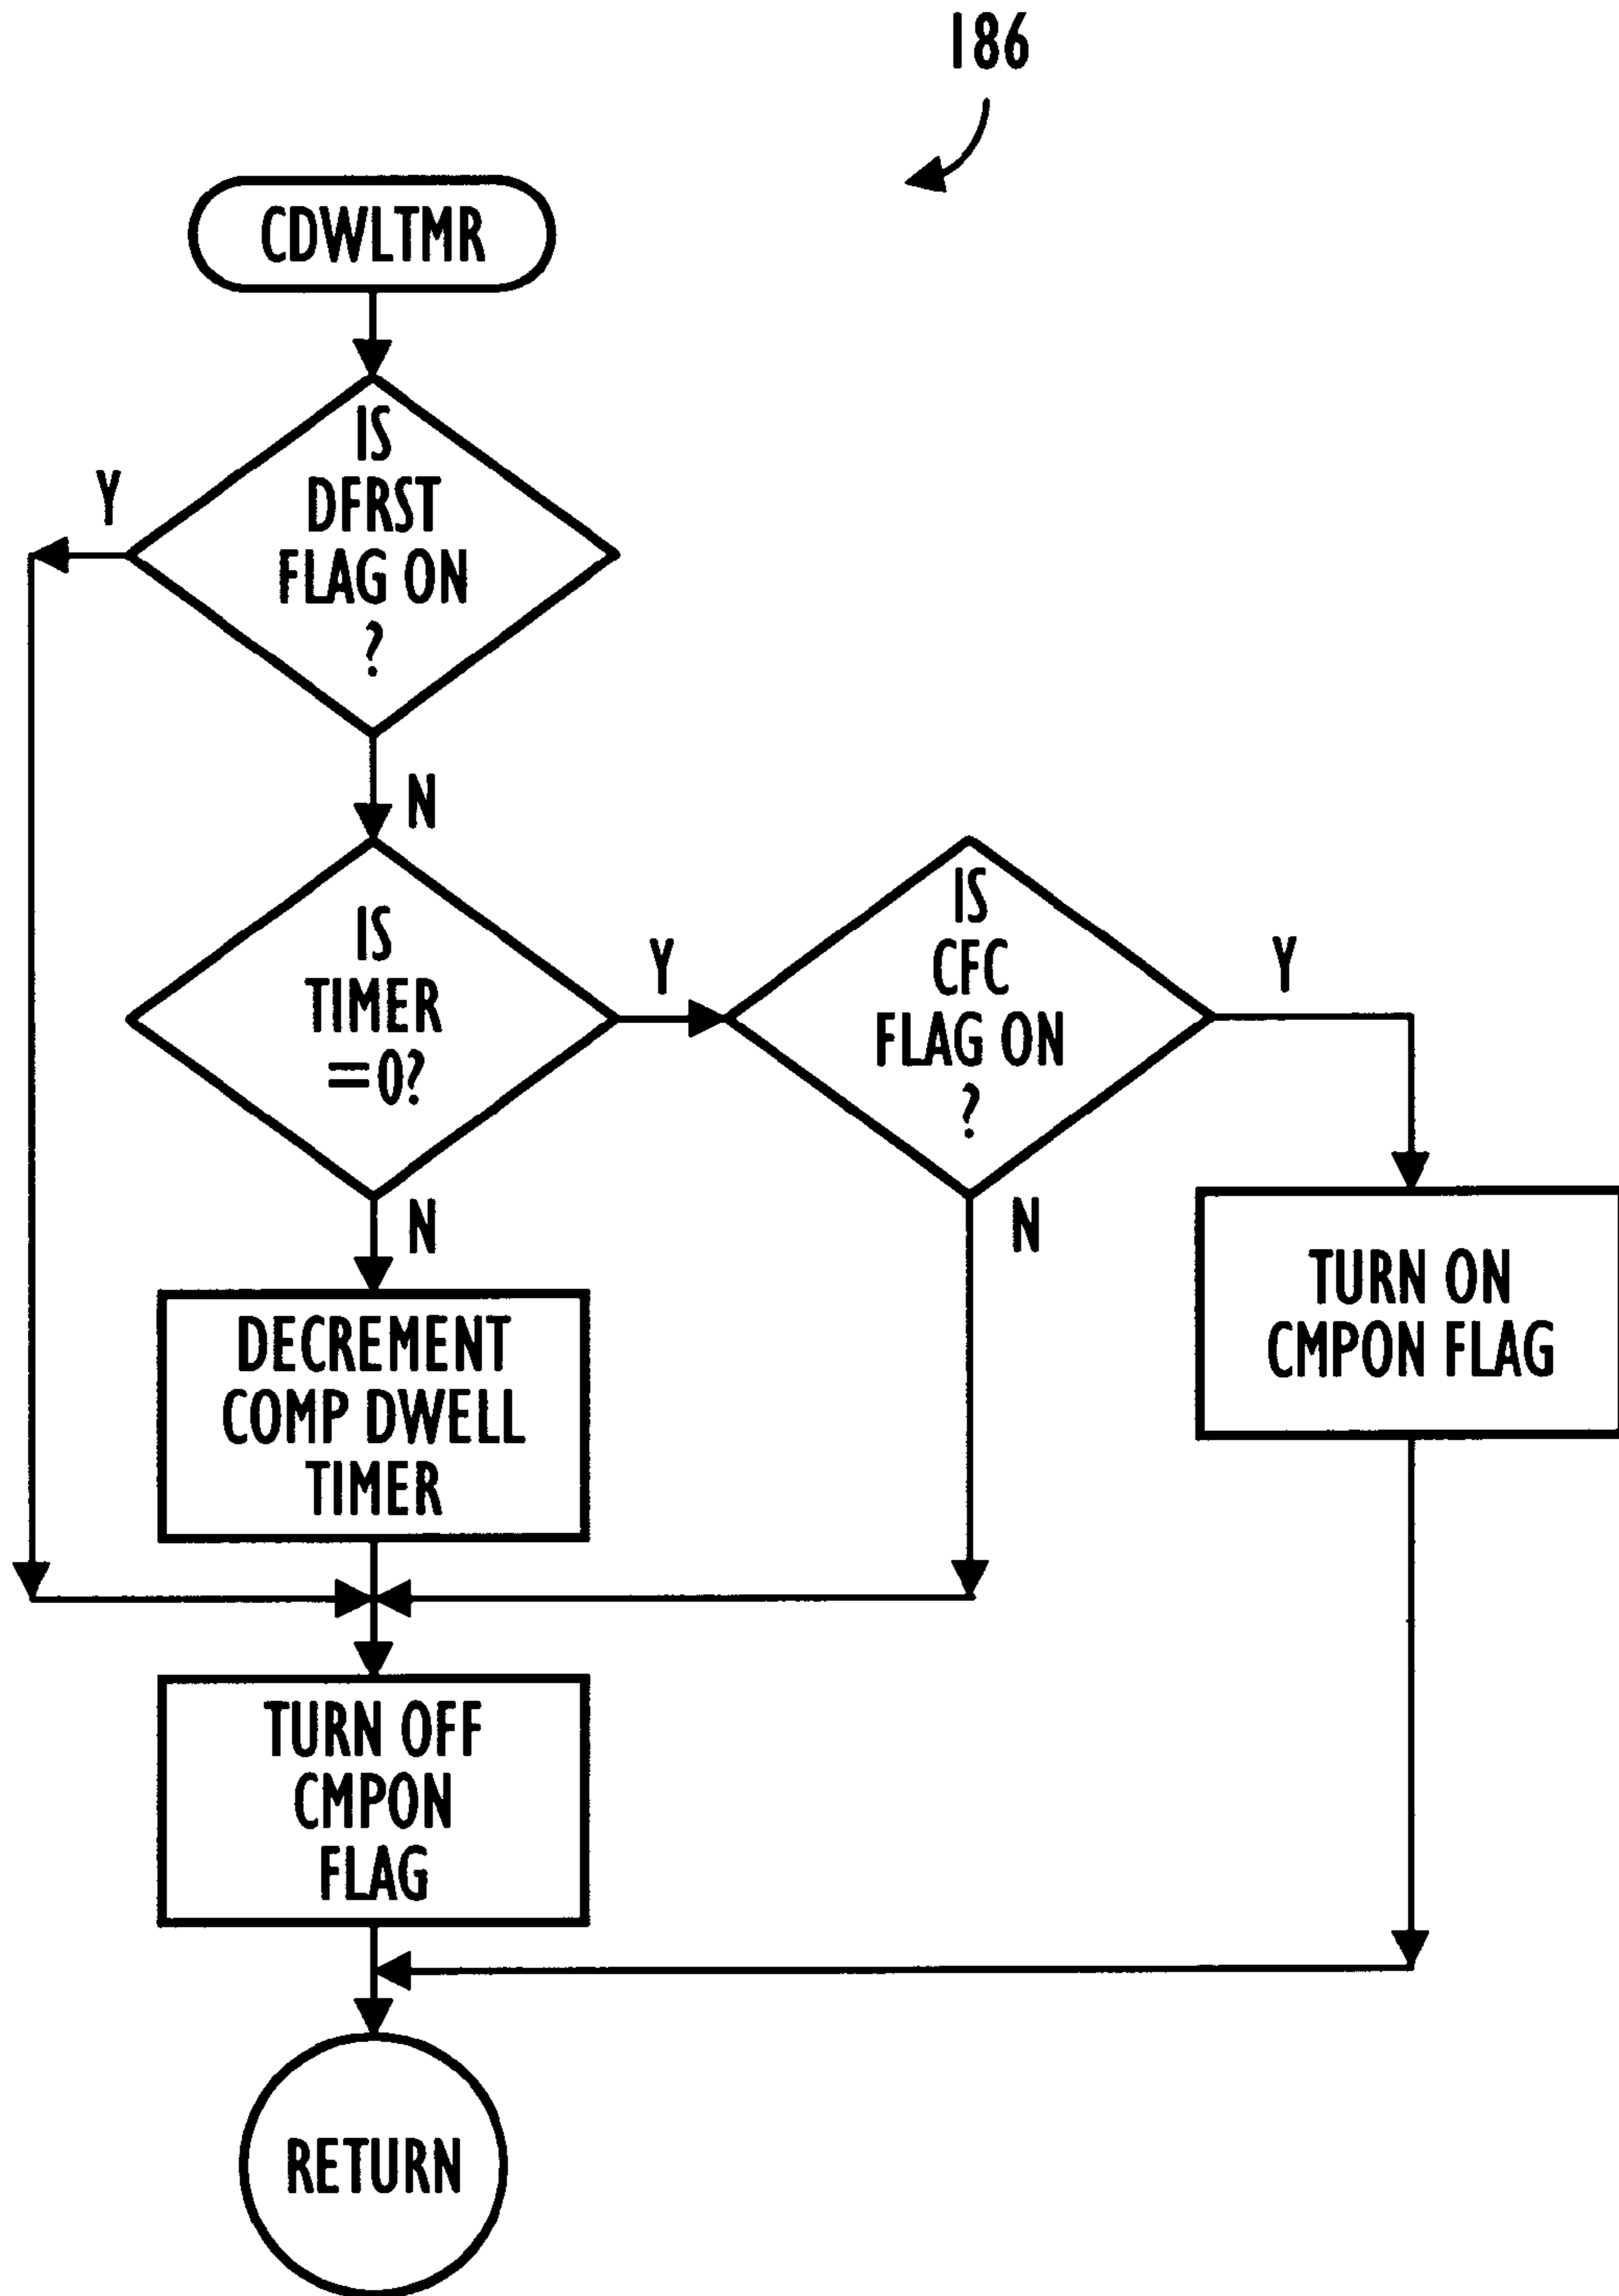 186
CDWLTMR
IS
DFRST
FLAG ON
?
Y
N
IS
TIMER
=0?
Y
IS
CFC
FLAG ON
?
Y
N
N
DECREMENT
COMP DWELL
TIMER
TURN ON
CMPON FLAG
TURN OFF
CMPON
FLAG
RETURN